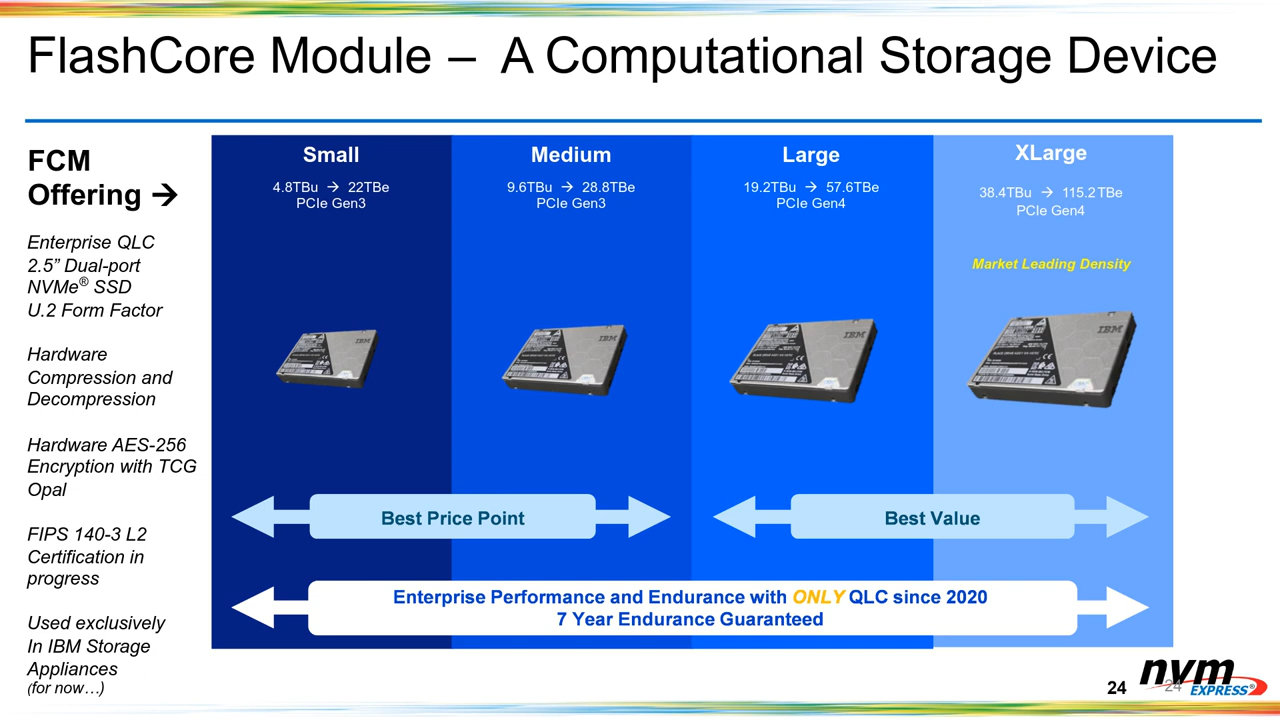 FlashCore Module – A Computational Storage Device
FCM
Offering →
Enterprise QLC
2.5” Dual-port
NVMe® SSD
U.2 Form Factor
Hardware
Compression and
Decompression
Hardware AES-256
Encryption with TCG
Opal
FIPS 140-3 L2
Certification in
progress
Used exclusively
In IBM Storage
Appliances
(for now…)
Small
4.8TBu → 22TBe
PCIe Gen3
Medium
9.6TBu → 28.8TBe
PCIe Gen3
Large
19.2TBu → 57.6TBe
PCIe Gen4
XLarge
38.4TBu → 115.2TBe
PCIe Gen4
Market Leading Density
IBM
IBM
IBM
IBM
Best Price Point
Best Value
Enterprise Performance and Endurance with ONLY QLC since 2020
7 Year Endurance Guaranteed
24
24
nvm
EXPRESS®